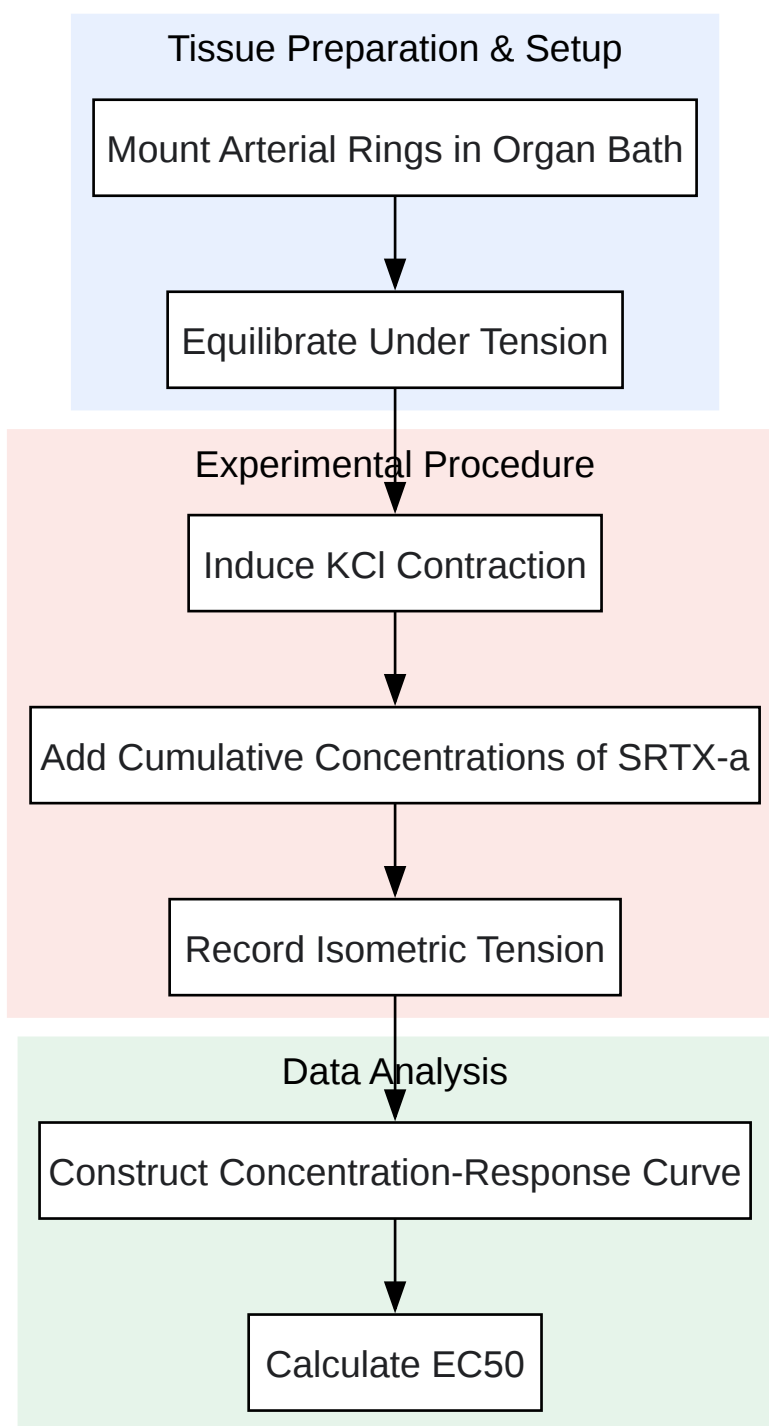 Tissue Preparation & Setup
Mount Arterial Rings in Organ Bath
Equilibrate Under Tension
Experimental Procedure
Induce KCl Contraction
Add Cumulative Concentrations of SRTX-a
Record Isometric Tension
Data Analysis
Construct Concentration-Response Curve
Calculate EC50